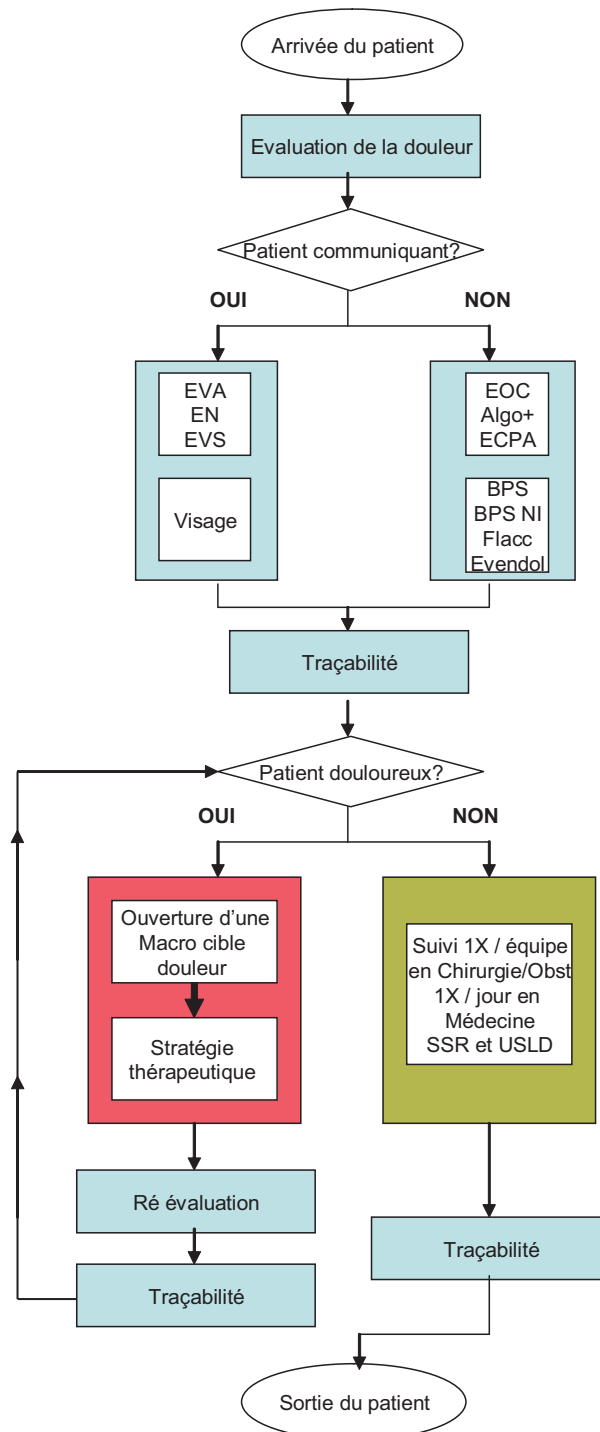 Arrivée du patient
Evaluation de la douleur
Patient communiquant?
OUI
NON
EVA
EN
EVS
Visage
EOC
Algo+
ECPA
BPS
BPS NI
Flacc
Evendol
Traçabilité
Patient douloureux?
OUI
NON
Ouverture d’une
Macro cible
douleur
Stratégie
thérapeutique
Suivi 1X / équipe
en Chirurgie/Obst
1X / jour en
Médecine
SSR et USLD
Ré évaluation
Traçabilité
Traçabilité
Sortie du patient